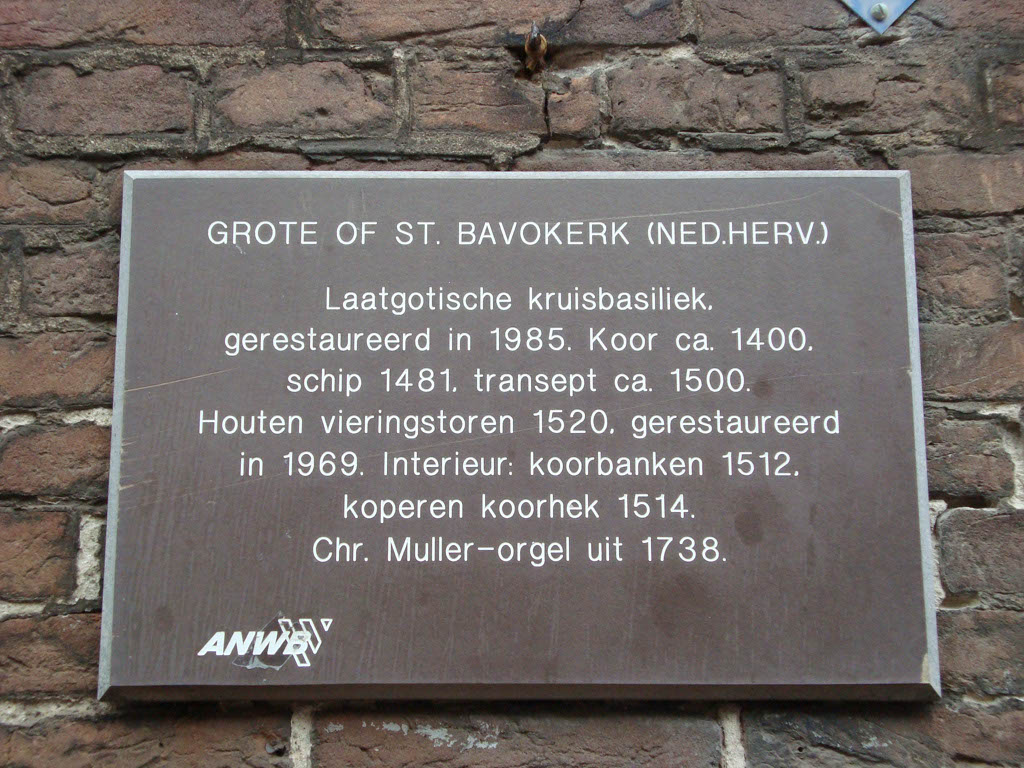 GROTE OF ST. BAVOKERK (NED.HERV.)
Laatgotische kruisbasiliek,
gerestaureerd in 1985. Koor ca. 1400,
schip 1481, transept ca. 1500.
Houten vieringstoren 1520, gerestaureerd
in 1969. Interieur: koorbanken 1512,
koperen koorhek 1514.
Chr. Muller-orgel uit 1738.
ANWB